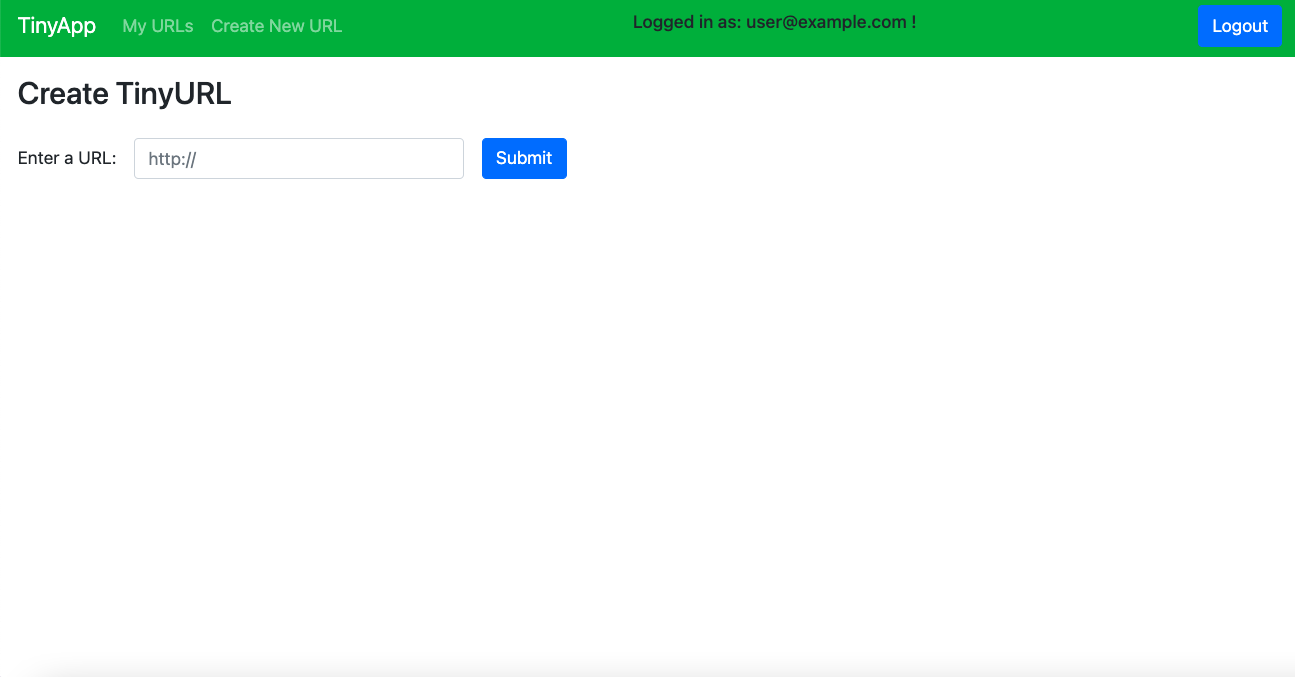 TinyApp My URLs Create New URL Logged in as: user@example.com ! Logout
Create TinyURL
Enter a URL: http:// Submit